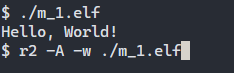 $ ./m_1.elf
Hello, World!
$ r2 -A -w ./m_1.elf